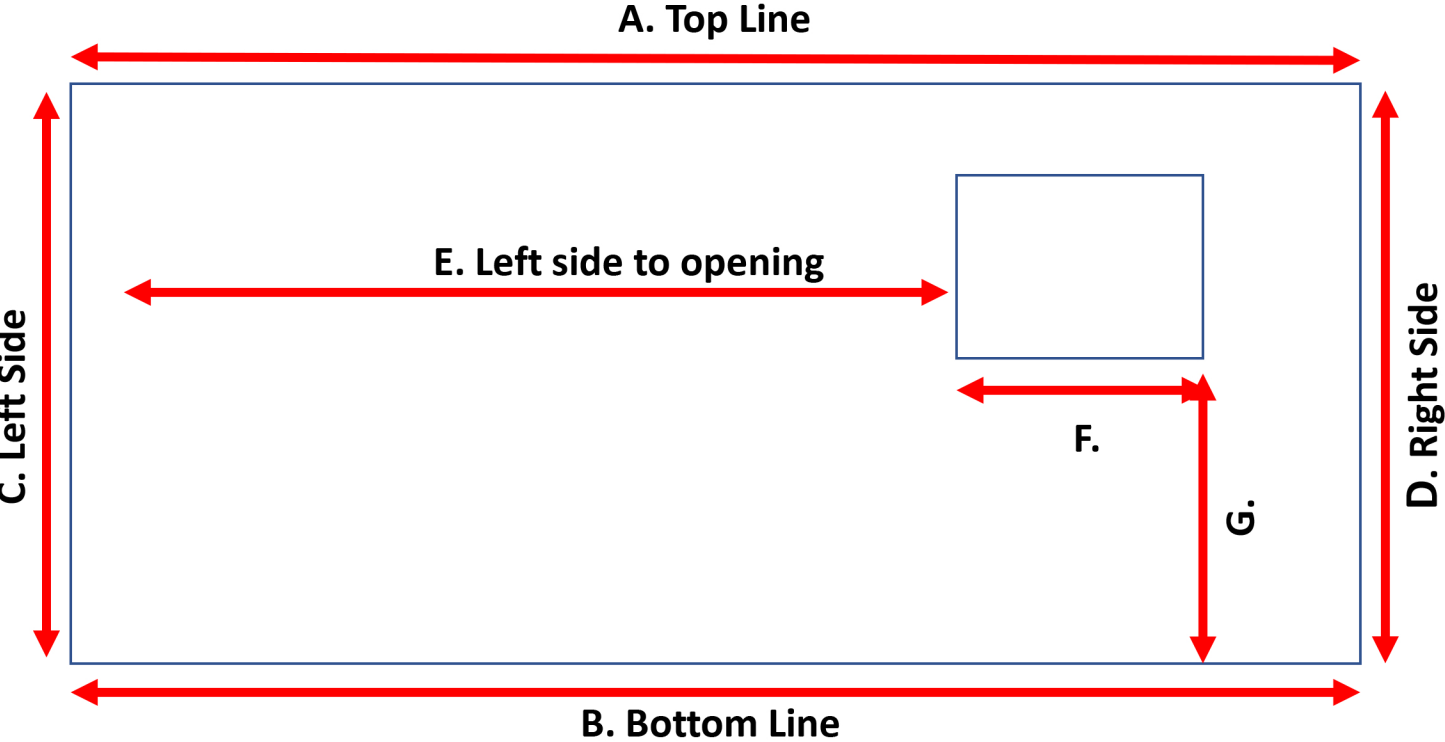 A. Top Line
E. Left side to opening
C. Left Side
D. Right Side
F.
G.
B. Bottom Line